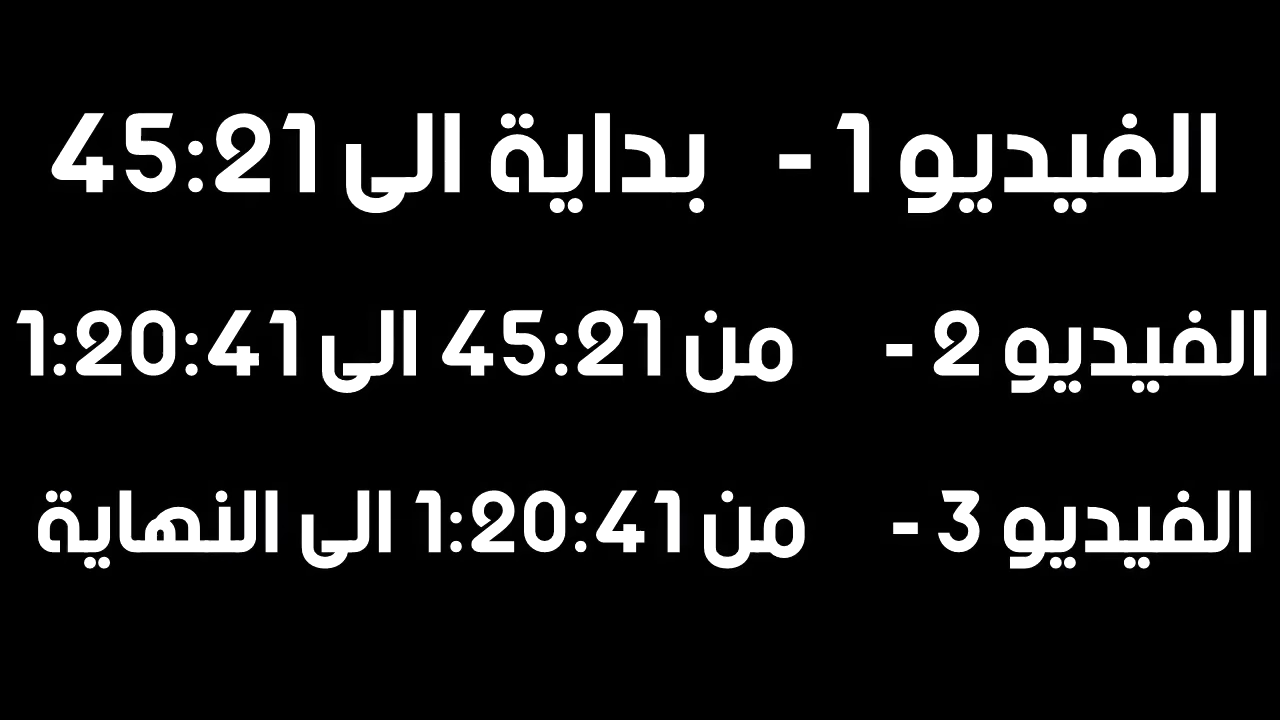 الفيديو 1 - بداية الى 45:21
الفيديو 2 - من 45:21 الى 1:20:41
الفيديو 3 - من 1:20:41 الى النهاية